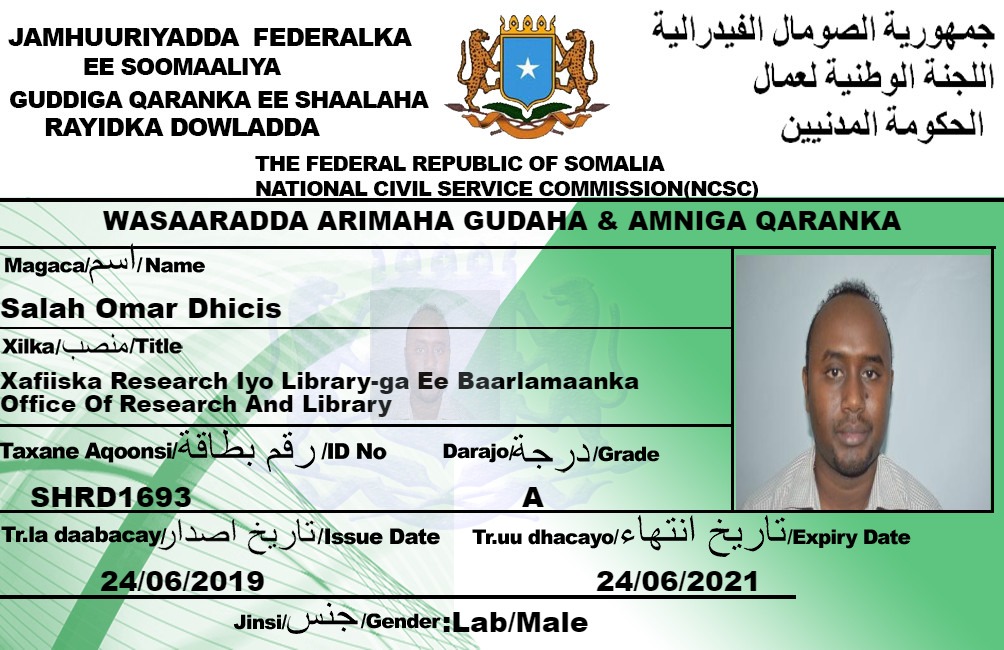 JAMHUURIYADDA FEDERALKA
EE SOOMAALIYA
GUDDIGA QARANKA EE SHAALAHA
RAYIDKA DOWLADDA
جمهورية الصومال الفيدرالية
اللجنة الوطنية لعمال
الحكومة المدنيين
THE FEDERAL REPUBLIC OF SOMALIA
NATIONAL CIVIL SERVICE COMMISSION(NCSC)
WASAARADDA ARIMAHA GUDAHA & AMNIGA QARANKA
Magaca/اسم/Name
Salah Omar Dhicis
Xilka/منصب/Title
Xafiiska Research Iyo Library-ga Ee Baarlamaanka
Office Of Research And Library
Taxane Aqoonsi/رقم بطاقة/ID No Darajo/درجة/Grade
SHRD1693 A
Tr.la daabacay/تاريخ اصدار/Issue Date Tr.uu dhacayo/تاريخ انتهاء/Expiry Date
24/06/2019 24/06/2021
Jinsi/جنس/Gender:Lab/Male